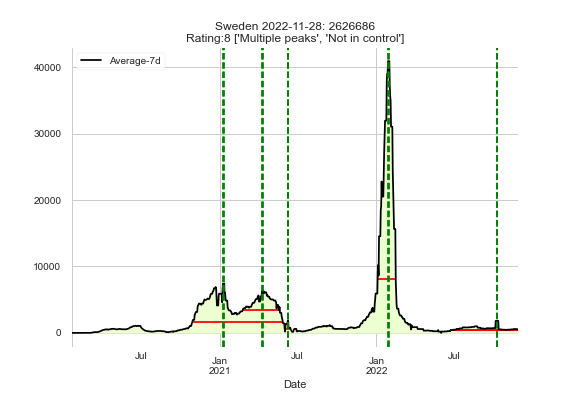 Sweden 2022-11-28: 2626686
Rating:8 ['Multiple peaks', 'Not in control']
Average-7d
40000
30000
20000
10000
0
Jul
Jan
2021
Jul
Jan
2022
Jul
Date